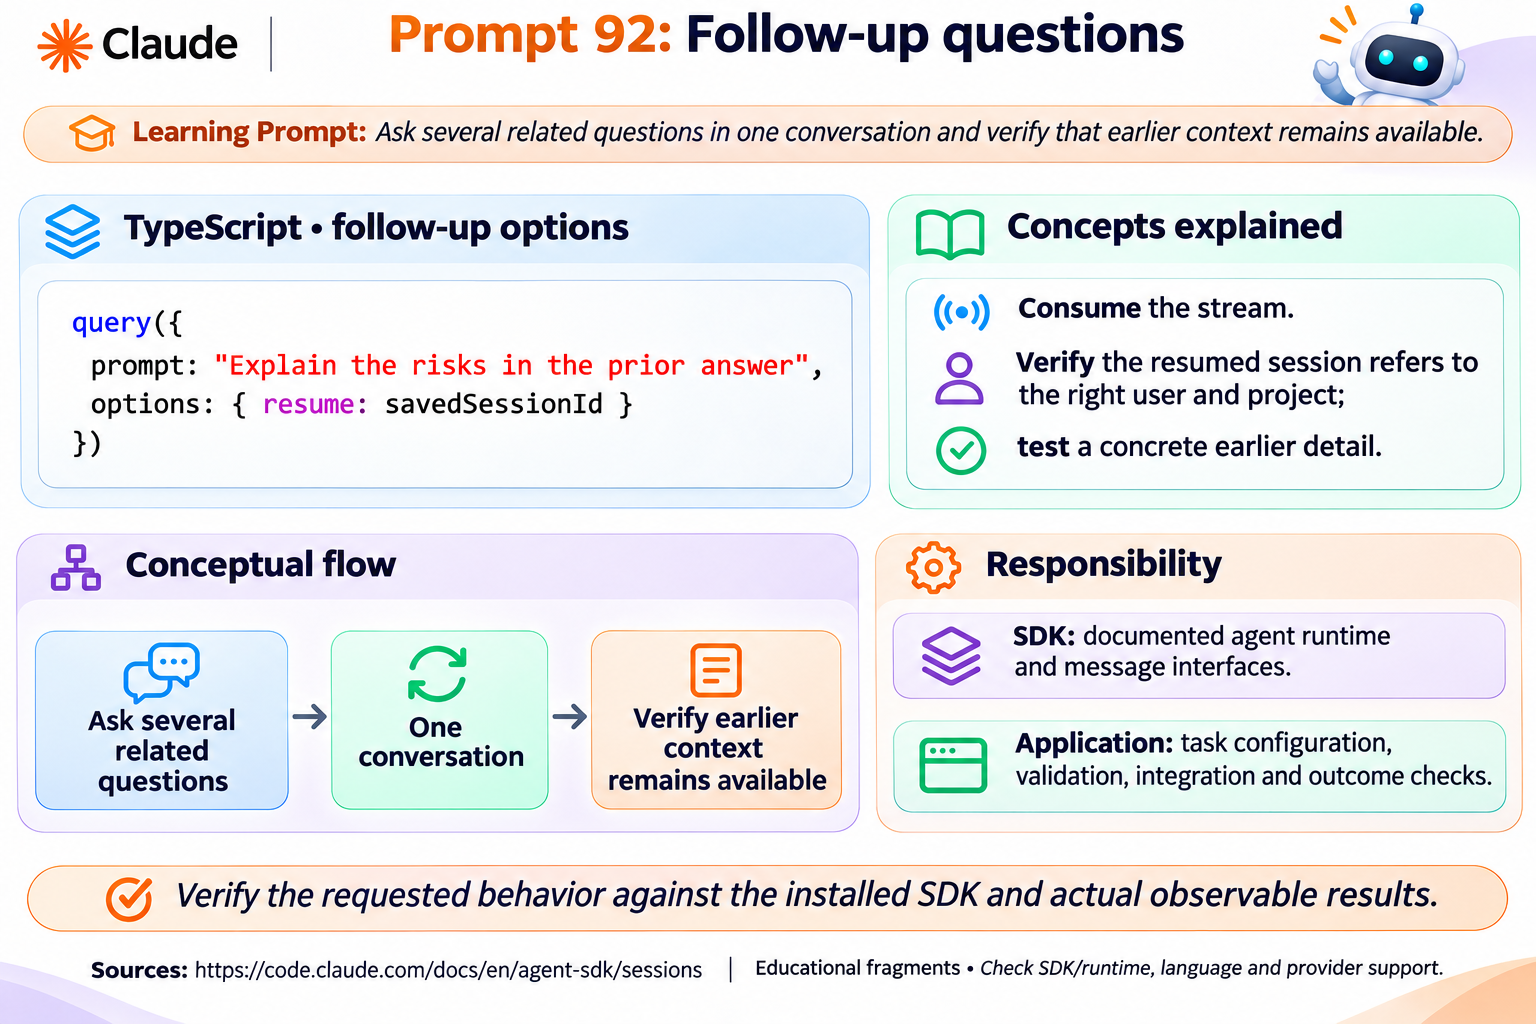 Claude
Prompt 92: Follow-up questions
Learning Prompt: Ask several related questions in one conversation and verify that earlier context remains available.
TypeScript • follow-up options
query({
prompt: "Explain the risks in the prior answer",
options: { resume: savedSessionId }
})
Concepts explained
Consume the stream.
Verify the resumed session refers to
the right user and project;
test a concrete earlier detail.
Conceptual flow
Ask several
related
questions
One
conversation
Verify earlier
context
remains available
Responsibility
SDK: documented agent runtime
and message interfaces.
Application: task configuration,
validation, integration and outcome checks.
Verify the requested behavior against the installed SDK and actual observable results.
Sources: https://code.claude.com/docs/en/agent-sdk/sessions | Educational fragments • Check SDK/runtime, language and provider support.